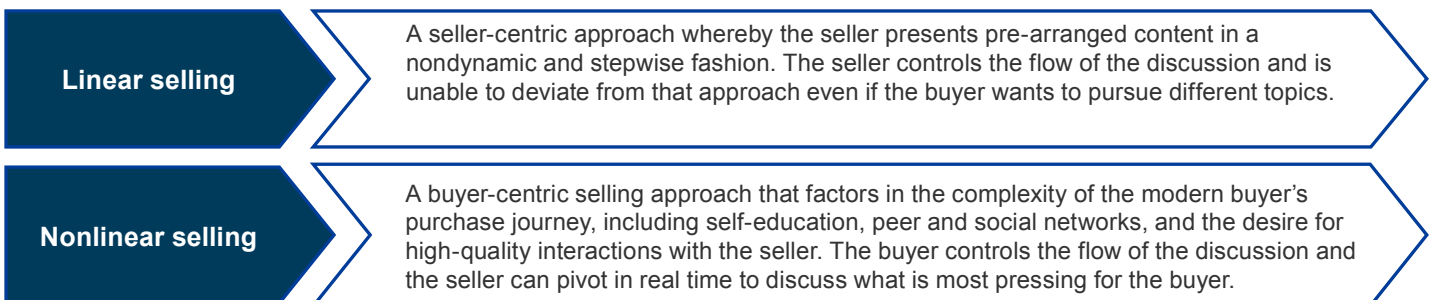 Linear selling
A seller-centric approach whereby the seller presents pre-arranged content in a
nondynamic and stepwise fashion. The seller controls the flow of the discussion and is
unable to deviate from that approach even if the buyer wants to pursue different topics.
Nonlinear selling
A buyer-centric selling approach that factors in the complexity of the modern buyer’s
purchase journey, including self-education, peer and social networks, and the desire for
high-quality interactions with the seller. The buyer controls the flow of the discussion and
the seller can pivot in real time to discuss what is most pressing for the buyer.